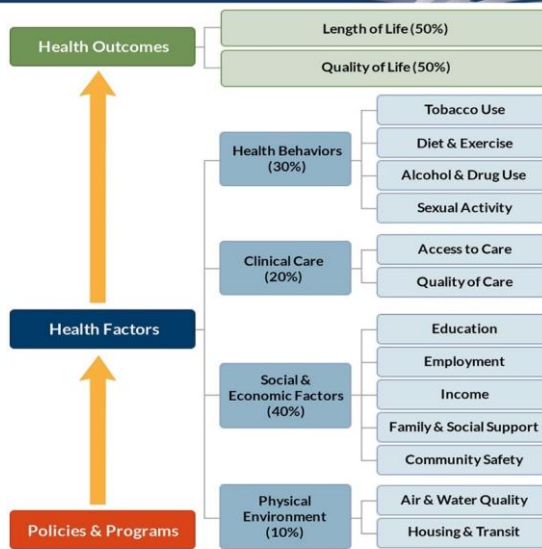 Health Outcomes
Length of Life (50%)
Quality of Life (50%)
Health Factors
Health Behaviors
(30%)
Tobacco Use
Diet & Exercise
Alcohol & Drug Use
Sexual Activity
Clinical Care
(20%)
Access to Care
Quality of Care
Social &
Economic Factors
(40%)
Education
Employment
Income
Family & Social Support
Community Safety
Physical
Environment
(10%)
Air & Water Quality
Housing & Transit
Policies & Programs